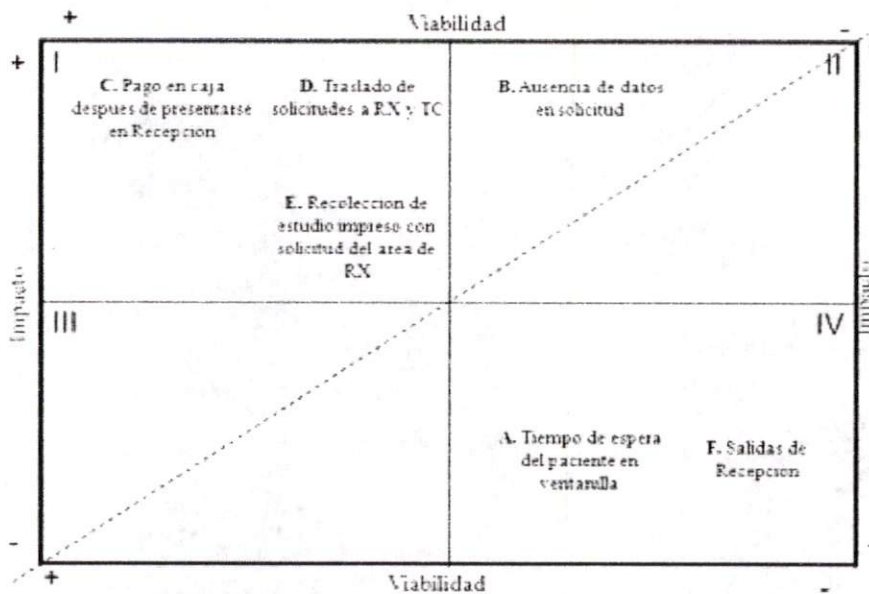 + Viabilidad -
+ I II
C. Pago en caja
despues de presentarse
en Recepcion
D. Traslado de
solicitudes a RX y TC
B. Ausencia de datos
en solicitud
E. Recoleccion de
estudio impreso con
solicitud del area de
RX
Impacto
Impacto
III IV
A. Tiempo de espera
del paciente en
ventanilla
F. Salidas de
Recepcion
-
+ Viabilidad -